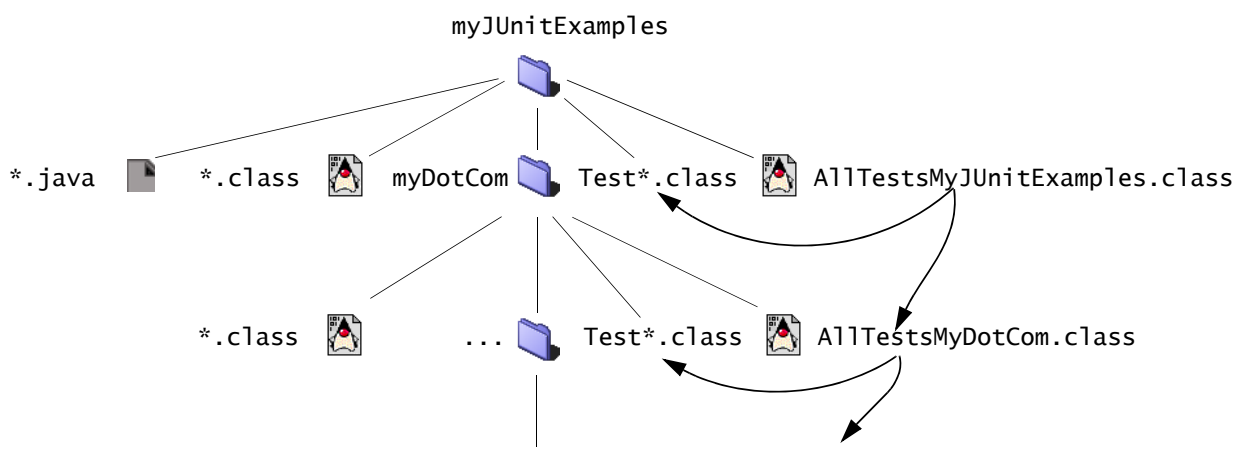 myJUnitExamples
*.java *.class myDotCom Test*.class AllTestsMyJUnitExamples.class
*.class ... Test*.class AllTestsMyDotCom.class